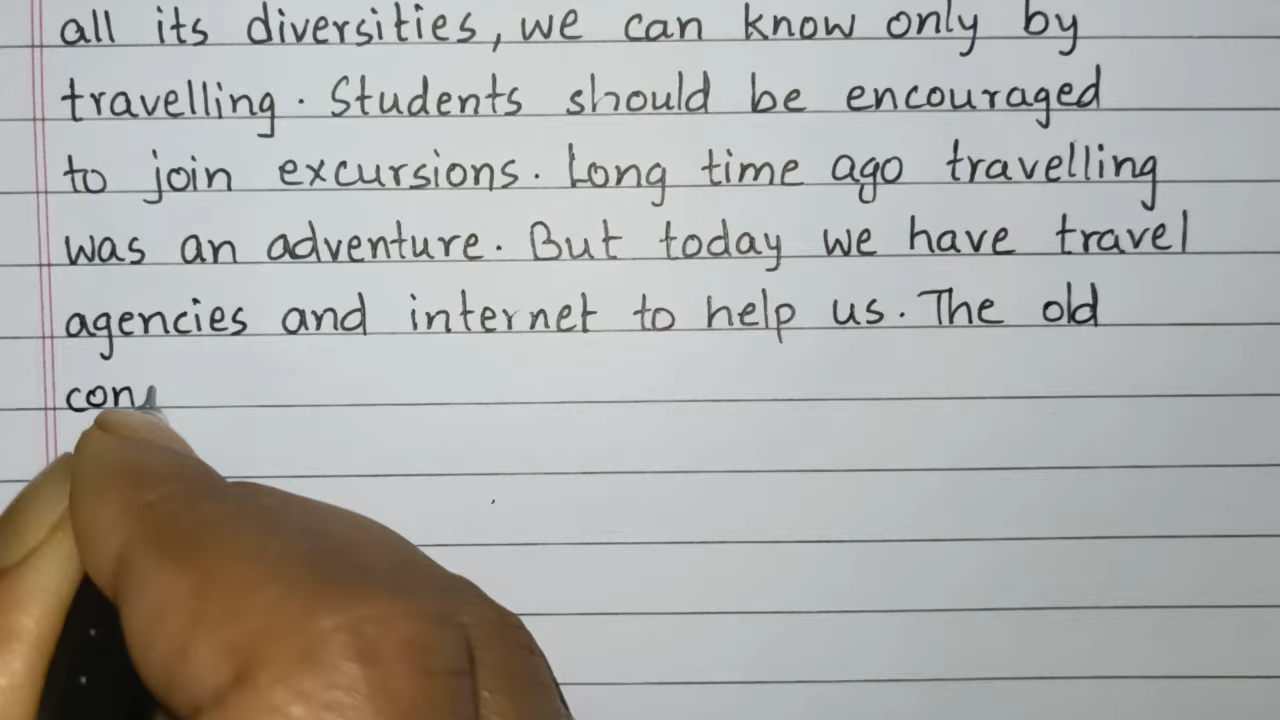 all its diversities, we can know only by
travelling. Students should be encouraged
to join excursions. Long time ago travelling
was an adventure. But today we have travel
agencies and internet to help us. The old